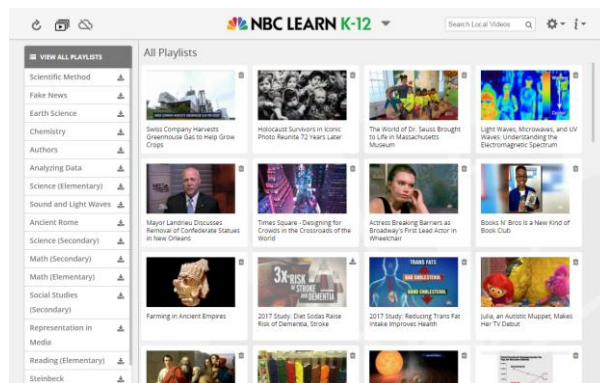 NBC LEARN K-12
Search Local Videos
VIEW ALL PLAYLISTS
Scientific Method
Fake News
Earth Science
Chemistry
Authors
Analyzing Data
Science (Elementary)
Sound and Light Waves
Ancient Rome
Science (Secondary)
Math (Secondary)
Math (Elementary)
Social Studies
(Secondary)
Representation in
Media
Reading (Elementary)
Steinbeck
All Playlists
Swiss Company Harvests
Greenhouse Gas to Help Grow
Crops
Holocaust Survivors in Iconic
Photo Reunite 72 Years Later
The World of Dr. Seuss Brought
to Life in Massachusetts
Museum
Light Waves, Microwaves, and UV
Waves: Understanding the
Electromagnetic Spectrum
Mayor Landrieu Discusses
Removal of Confederate Statues
in New Orleans
Times Square - Designing for
Crowds in the Crossroads of the
World
Actress Breaking Barriers as
Broadway's First Lead Actor in
Wheelchair
Books N' Bros Is a New Kind of
Book Club
Farming in Ancient Empires
3X RISK
OF STROKE
AND DEMENTIA
2017 Study: Diet Sodas Raise
Risk of Dementia, Stroke
TRANS FATS
BAD CHOLESTEROL
GOOD CHOLESTEROL
2017 Study: Reducing Trans Fat
Intake Improves Health
Julia, an Autistic Muppet, Makes
Her TV Debut